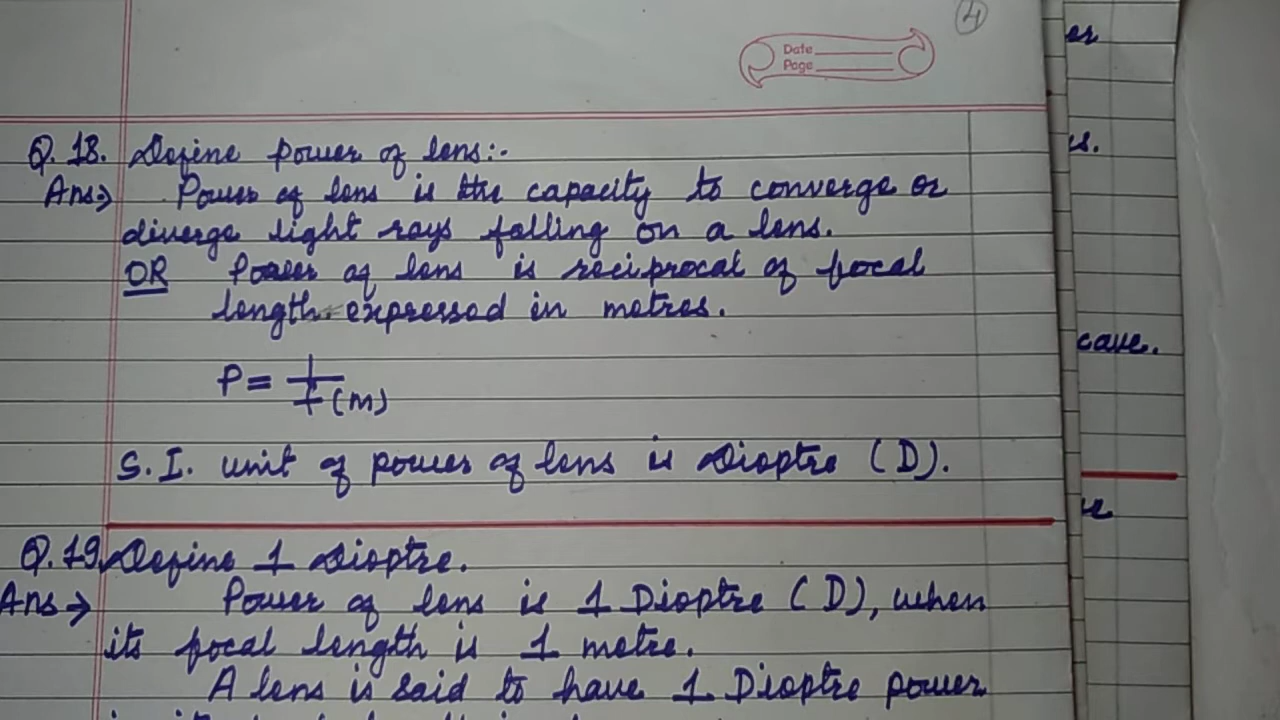 4
Date
Page
Q.18. Define power of lens:-
Ans⇒ Power of lens is the capacity to converge or
diverge light rays falling on a lens.
OR Power of lens is reciprocal of focal
length expressed in metres.
P = 1/f (m)
S.I. unit of power of lens is Dioptre (D).
Q.19. Define 1 Dioptre.
Ans → Power of lens is 1 Dioptre (D), when
its focal length is 1 metre.
A lens is said to have 1 Dioptre power
er
us.
cave.